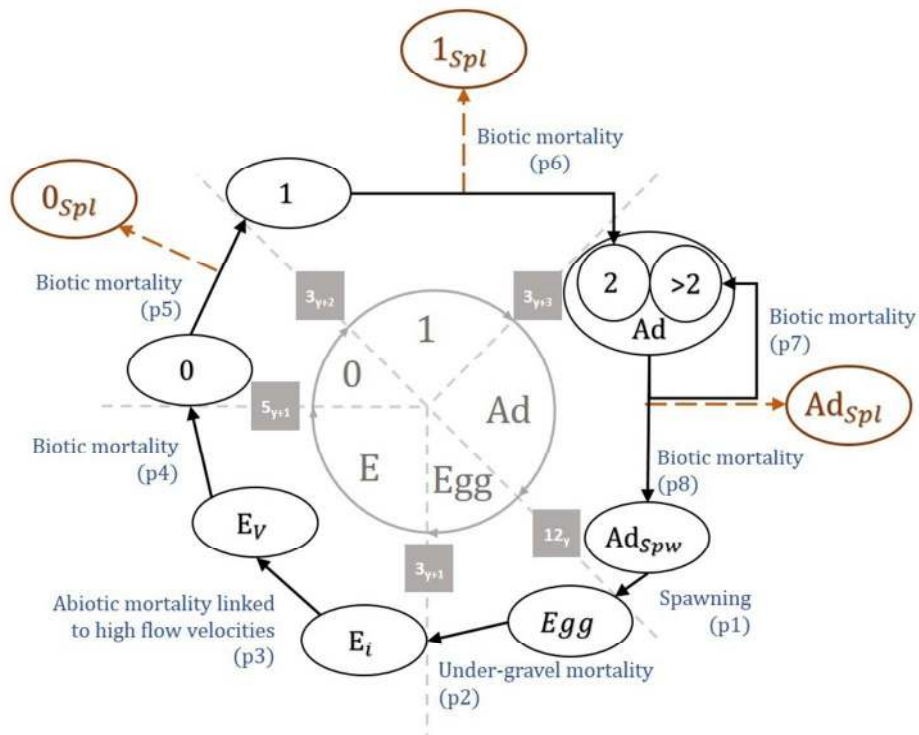 1Spl
Biotic mortality
(p6)
0Spl
1
Biotic mortality
(p5)
3y+2
3y+3
2
>2
Ad
Biotic mortality
(p7)
1
0
Ad
E
Egg
0
5y+1
AdSpl
Biotic mortality
(p4)
Biotic mortality
(p8)
EV
12y
AdSpw
3y+1
Abiotic mortality linked
to high flow velocities
(p3)
Ei
Egg
Spawning
(p1)
Under-gravel mortality
(p2)